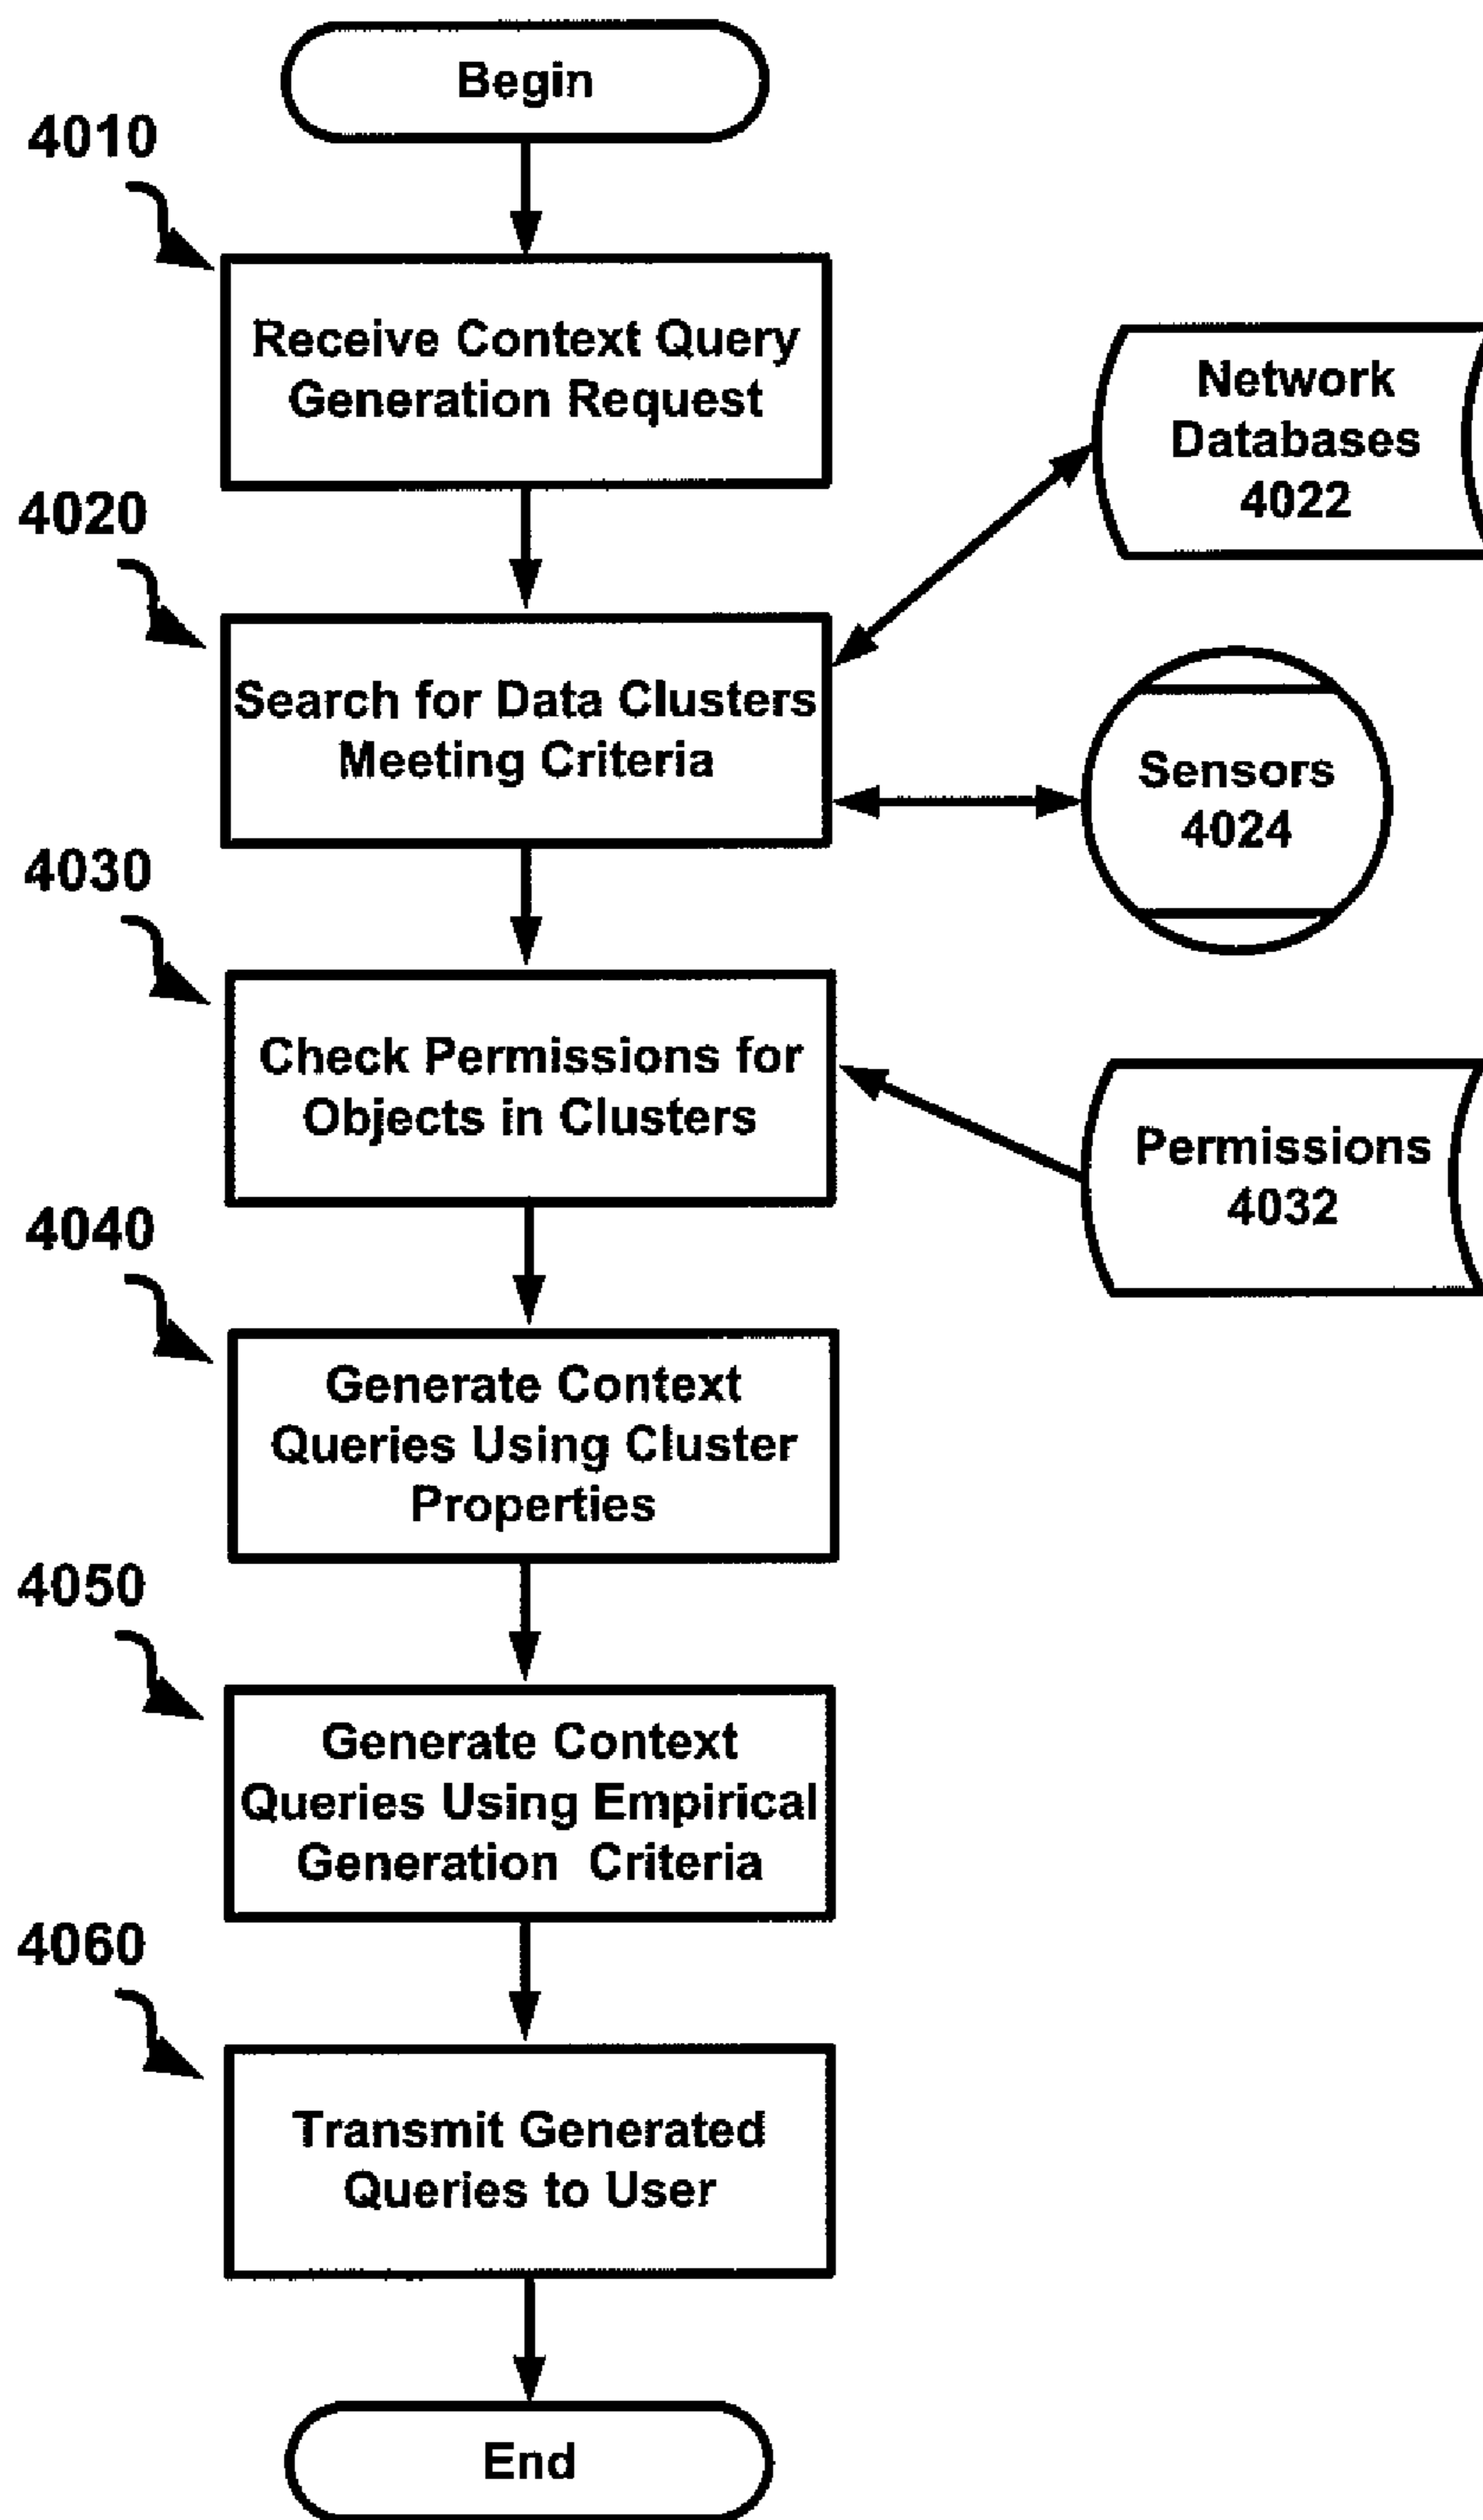 Begin
4010
Receive Context Query
Generation Request
Network
Databases
4022
4020
Search for Data Clusters
Meeting Criteria
Sensors
4024
4030
Check Permissions for
Objects in Clusters
Permissions
4032
4040
Generate Context
Queries Using Cluster
Properties
4050
Generate Context
Queries Using Empirical
Generation Criteria
4060
Transmit Generated
Queries to User
End